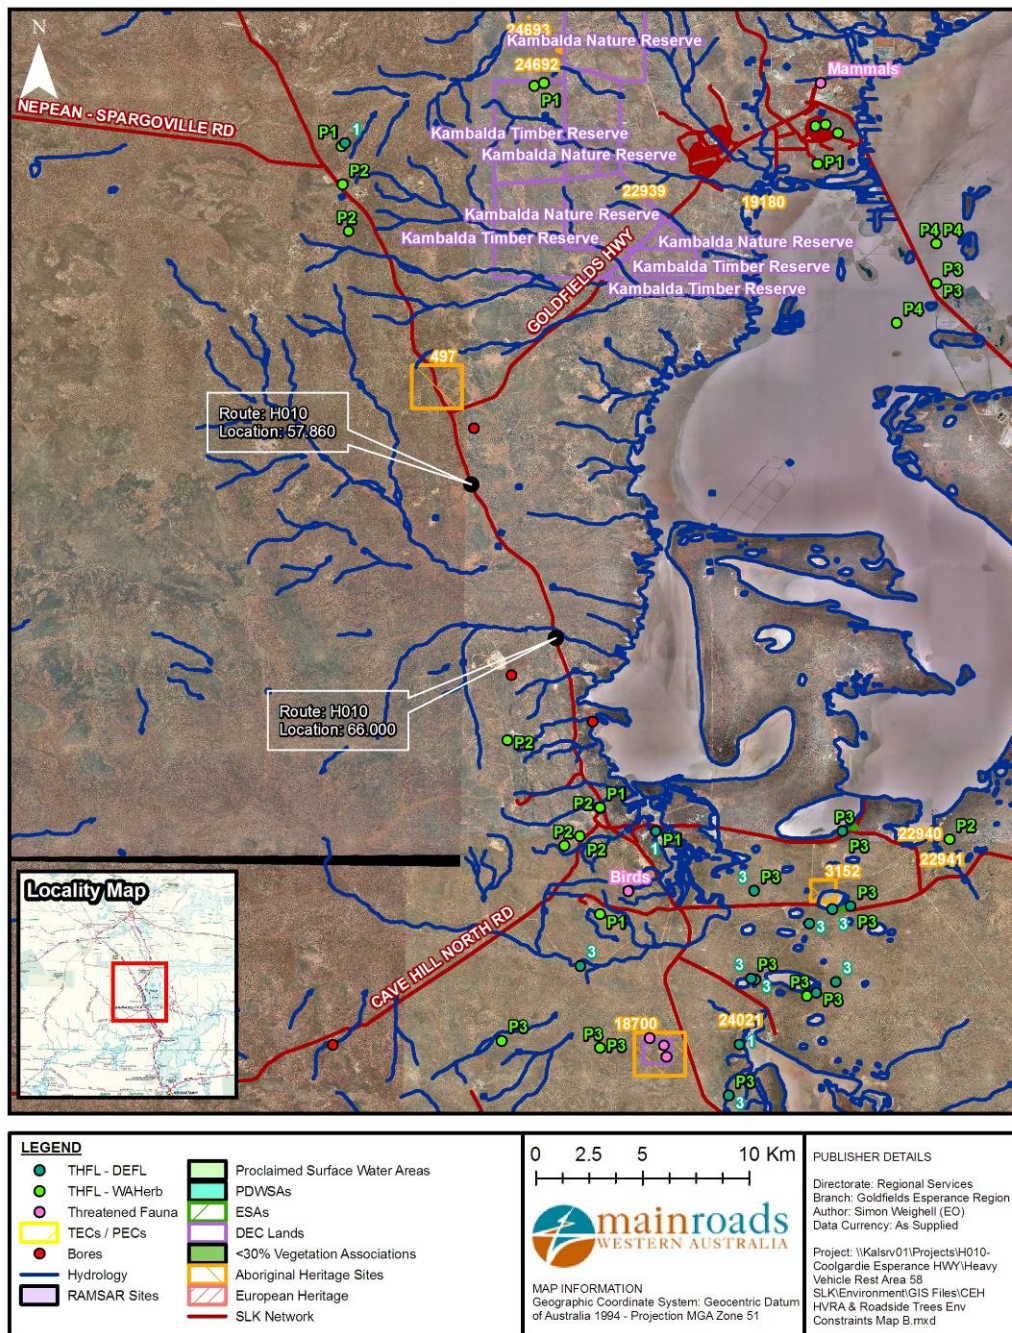 N
24693
Kambalda Nature Reserve
24692
Mammals
P1
NEPEAN - SPARGOVILLE RD
P1
1
Kambalda Timber Reserve
Kambalda Nature Reserve
P1
P2
22939
19180
P2
Kambalda Nature Reserve
Kambalda Timber Reserve
Kambalda Nature Reserve
P4 P4
Kambalda Timber Reserve
P3
Kambalda Timber Reserve
P3
GOLDFIELDS HWY
P4
497
Route: H010
Location: 57.860
Route: H010
Location: 66.000
P2
P1
P2
P3
P2
P2
P1
1
P3
22940
P2
22941
Birds
3
3152
P3
P1
3
3
P3
CAVE HILL NORTH RD
3
3
P3
3
3
P3
P3
P3
P3
P3
18700
24021
1
P3
3
Locality Map
LEGEND
THFL - DEFL
THFL - WAHerb
Threatened Fauna
TECs / PECs
Bores
Hydrology
RAMSAR Sites
Proclaimed Surface Water Areas
PDWSAs
ESAs
DEC Lands
<30% Vegetation Associations
Aboriginal Heritage Sites
European Heritage
SLK Network
0 2.5 5 10 Km
mainroads
WESTERN AUSTRALIA
MAP INFORMATION
Geographic Coordinate System: Geocentric Datum
of Australia 1994 - Projection MGA Zone 51
PUBLISHER DETAILS
Directorate: Regional Services
Branch: Goldfields Esperance Region
Author: Simon Weighell (EO)
Data Currency: As Supplied
Project: \\Kalsrv01\Projects\H010-
Coolgardie Esperance HWY\Heavy
Vehicle Rest Area 58
SLK\Environment\GIS Files\CEH
HVRA & Roadside Trees Env
Constraints Map B.mxd